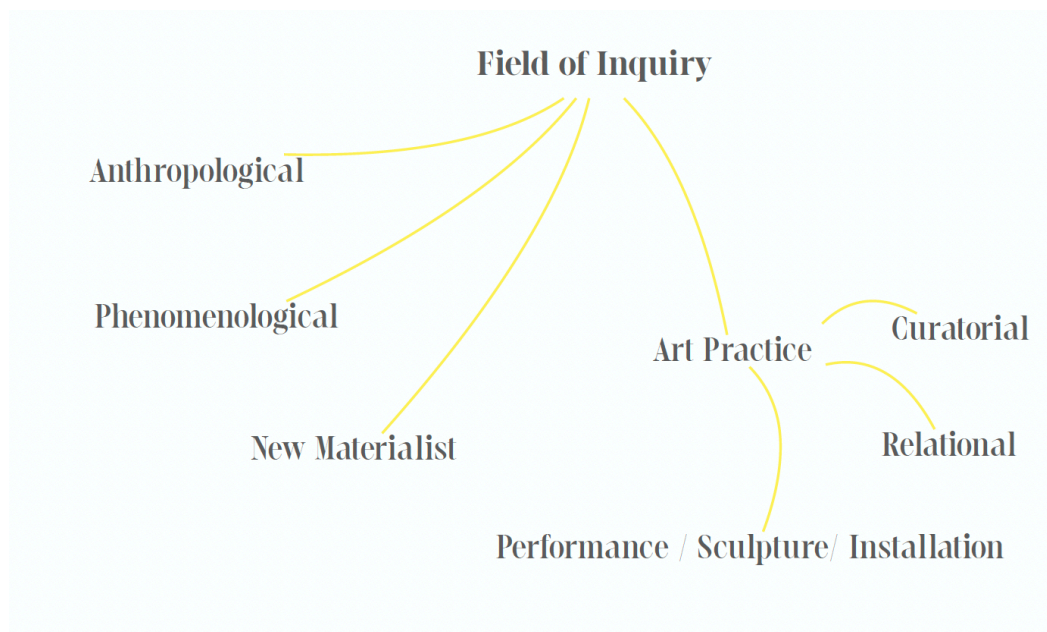 Field of Inquiry
Anthropological
Phenomenological
Curatorial
Art Practice
Relational
New Materialist
Performance / Sculpture/ Installation